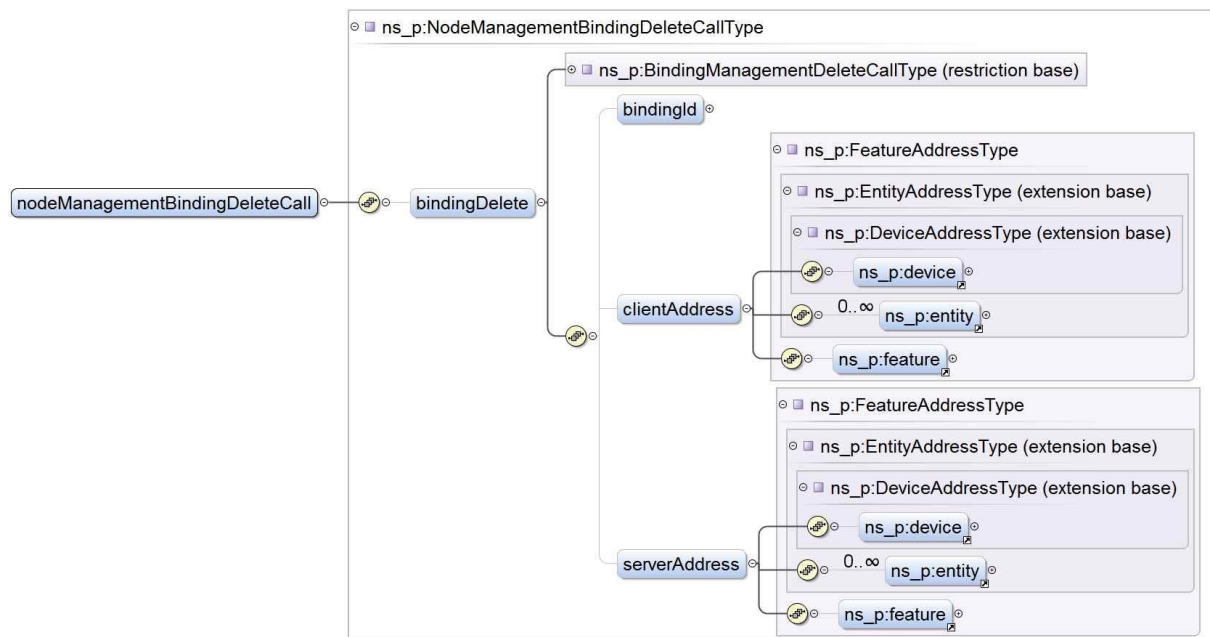 ns_p:NodeManagementBindingDeleteCallType
ns_p:BindingManagementDeleteCallType (restriction base)
bindingId
ns_p:FeatureAddressType
ns_p:EntityAddressType (extension base)
nodeManagementBindingDeleteCall
bindingDelete
ns_p:DeviceAddressType (extension base)
ns_p:device
clientAddress
0..∞
ns_p:entity
ns_p:feature
ns_p:FeatureAddressType
ns_p:EntityAddressType (extension base)
ns_p:DeviceAddressType (extension base)
ns_p:device
serverAddress
0..∞
ns_p:entity
ns_p:feature